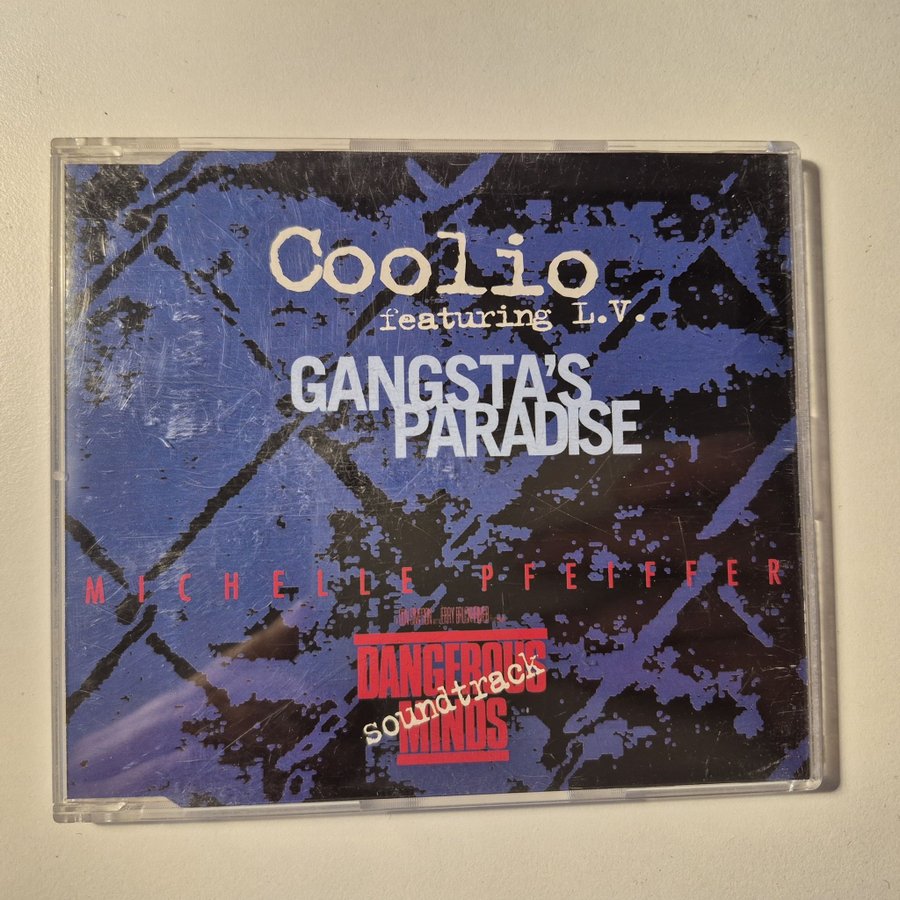 Coolio
featuring L.V.
GANGSTA'S
PARADISE
MICHELLE PFEIFFER
DANGEROUS
soundtrack
MINDS